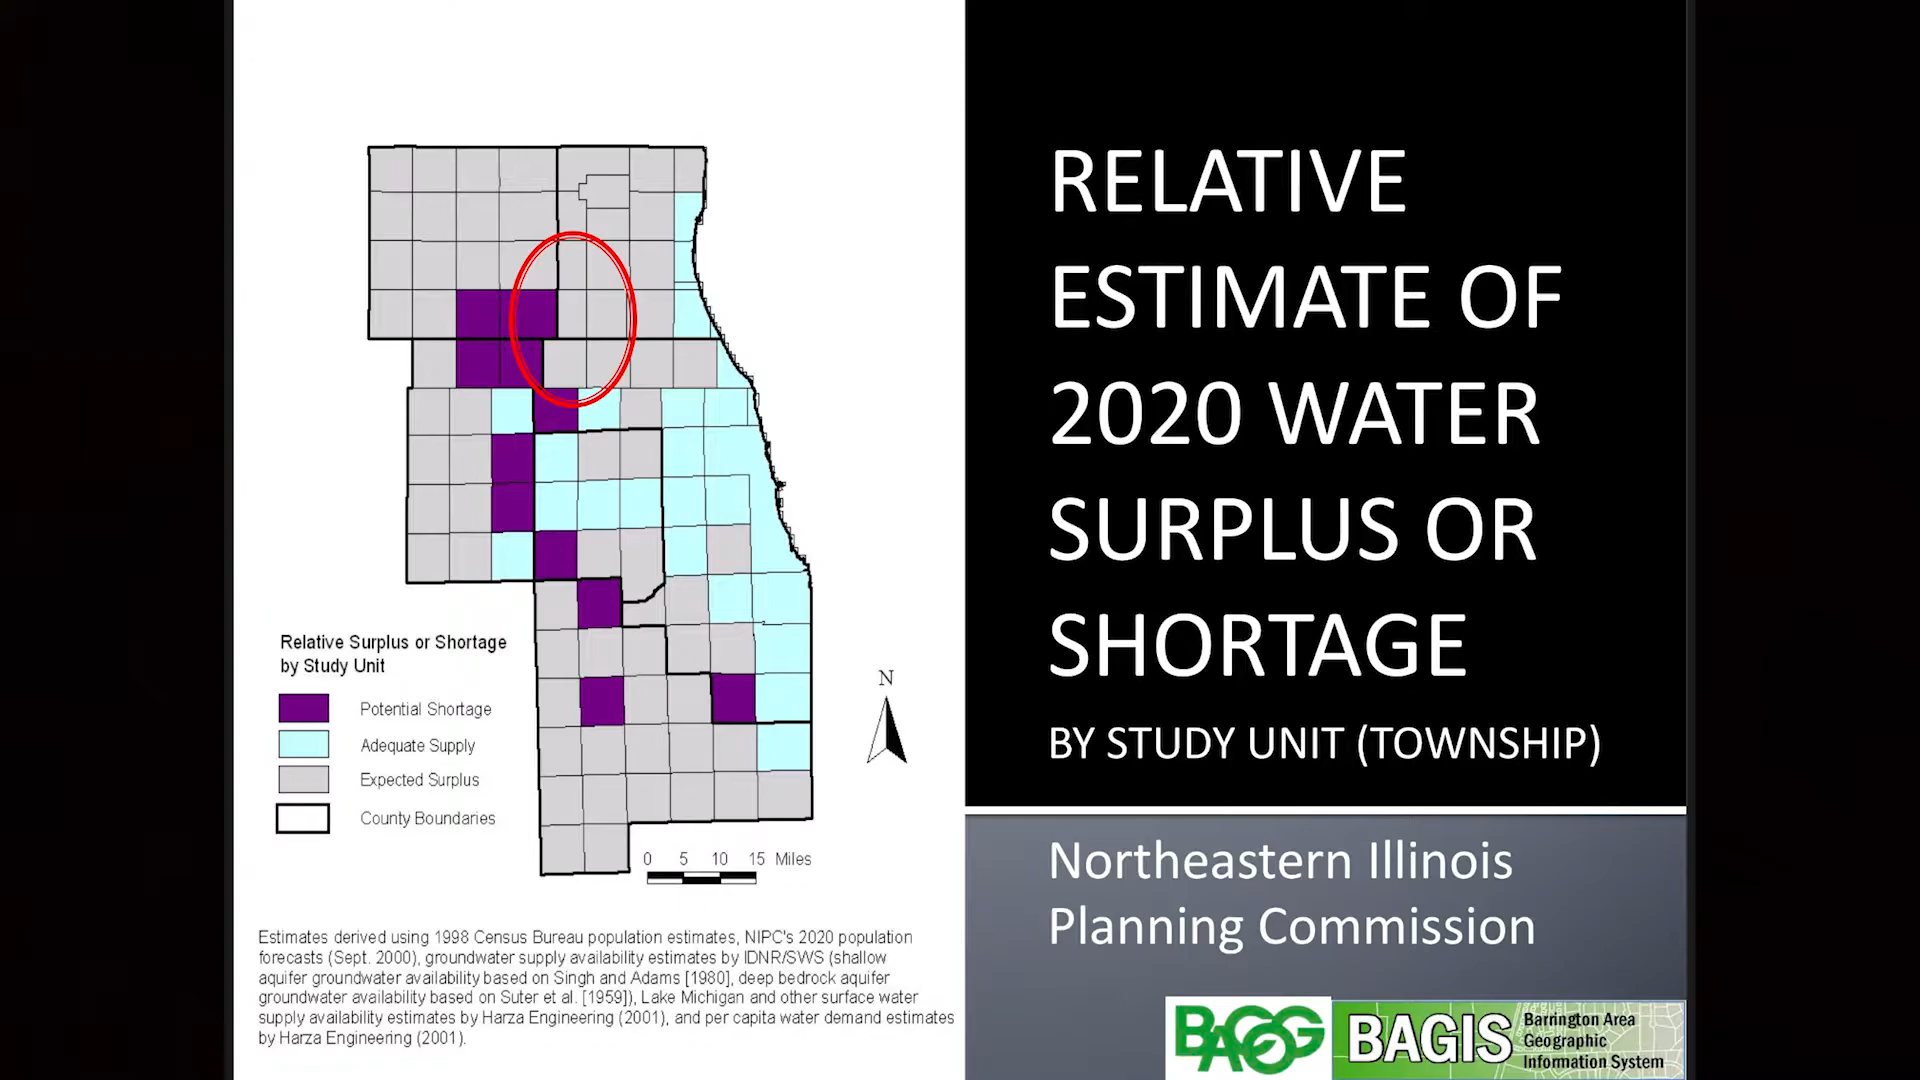 RELATIVE
ESTIMATE OF
2020 WATER
SURPLUS OR
SHORTAGE
BY STUDY UNIT (TOWNSHIP)
Northeastern Illinois
Planning Commission
Relative Surplus or Shortage
by Study Unit
Potential Shortage
Adequate Supply
Expected Surplus
County Boundaries
N
0 5 10 15 Miles
Estimates derived using 1998 Census Bureau population estimates, NIPC's 2020 population
forecasts (Sept. 2000), groundwater supply availability estimates by IDNR/SWS (shallow
aquifer groundwater availability based on Singh and Adams [1980], deep bedrock aquifer
groundwater availability based on Suter et al. [1959]), Lake Michigan and other surface water
supply availability estimates by Harza Engineering (2001), and per capita water demand estimates
by Harza Engineering (2001).
BACOG
BAGIS
Barrington Area
Geographic
Information System